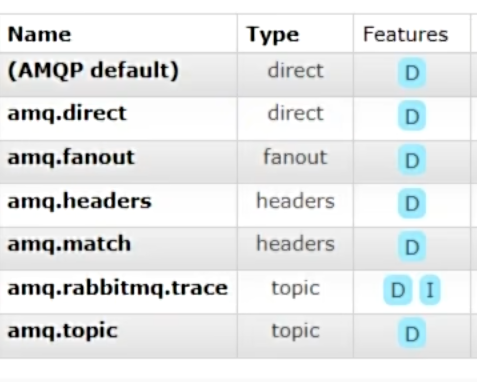 Name Type Features
(AMQP default) direct D
amq.direct direct D
amq.fanout fanout D
amq.headers headers D
amq.match headers D
amq.rabbitmq.trace topic D I
amq.topic topic D